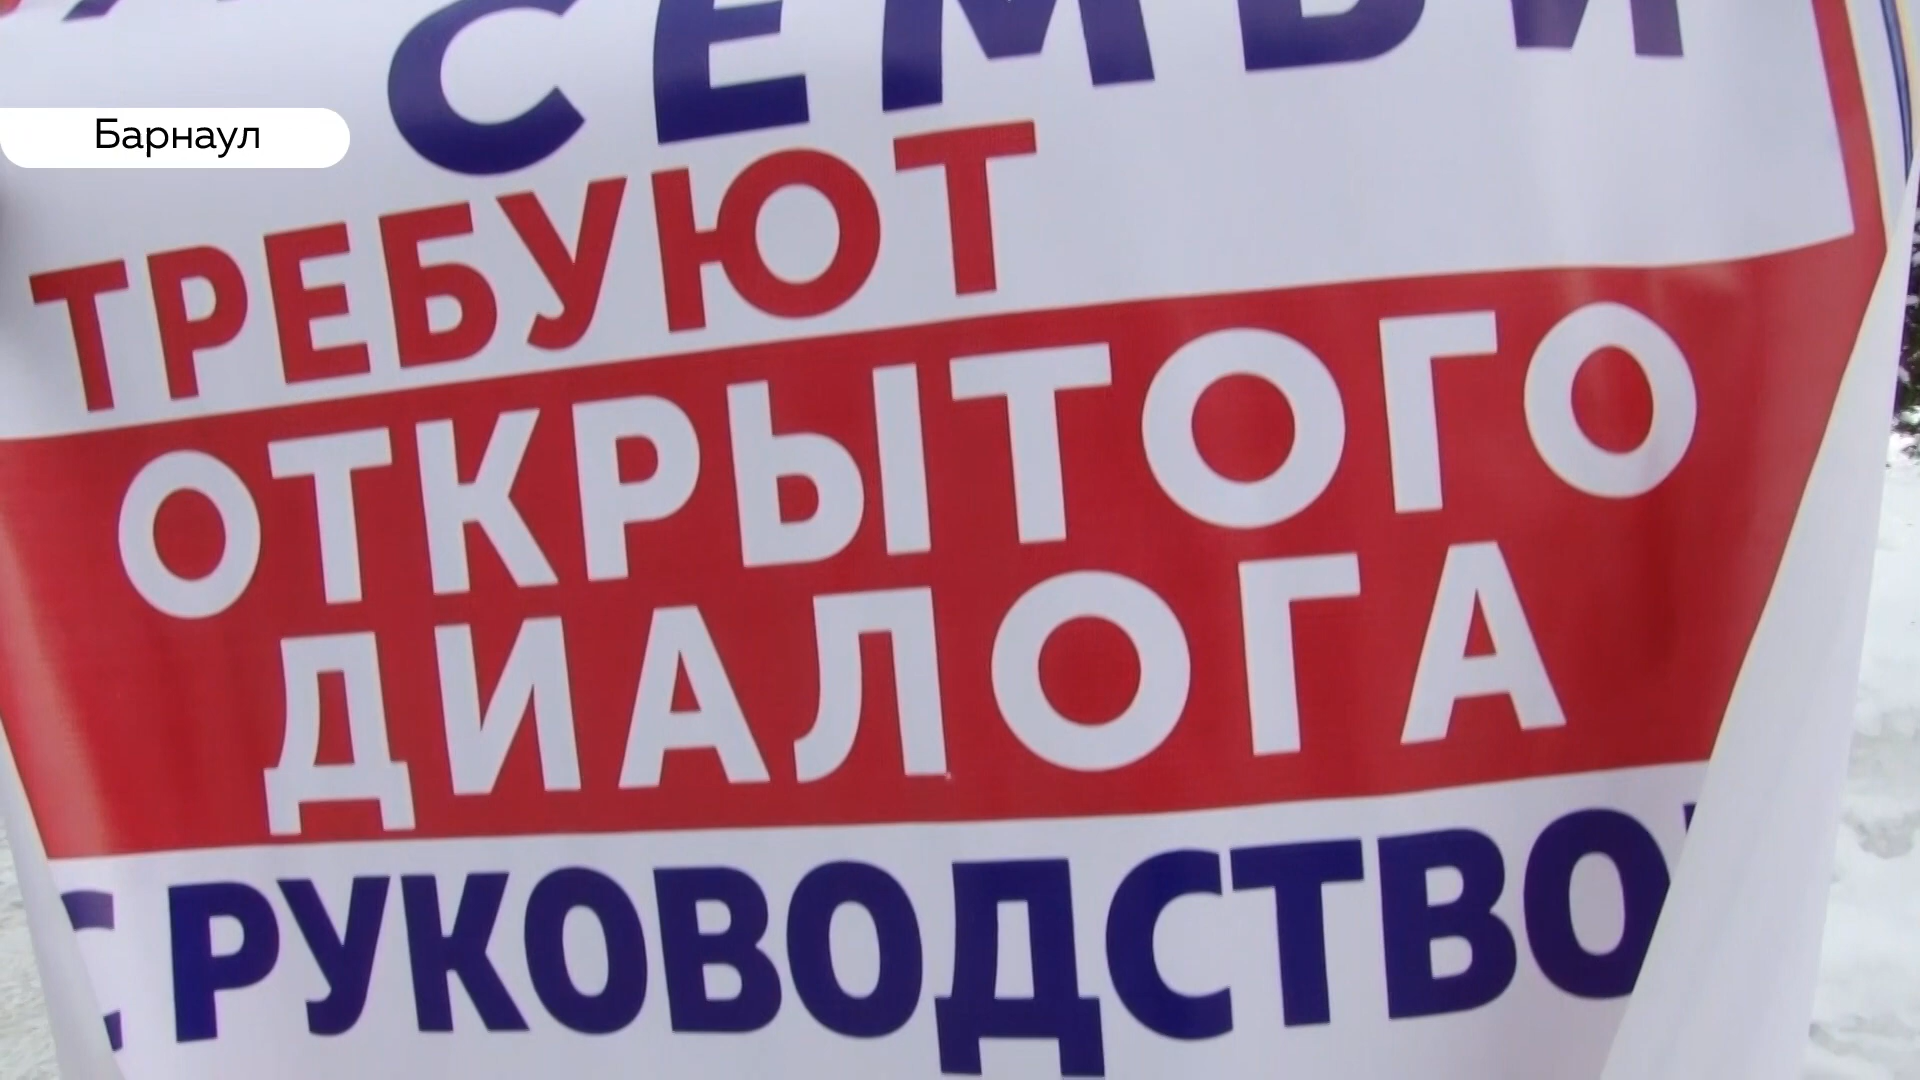 СЕМЬИ
Барнаул
ТРЕБУЮТ
ОТКРЫТОГО
ДИАЛОГА
С РУКОВОДСТВО